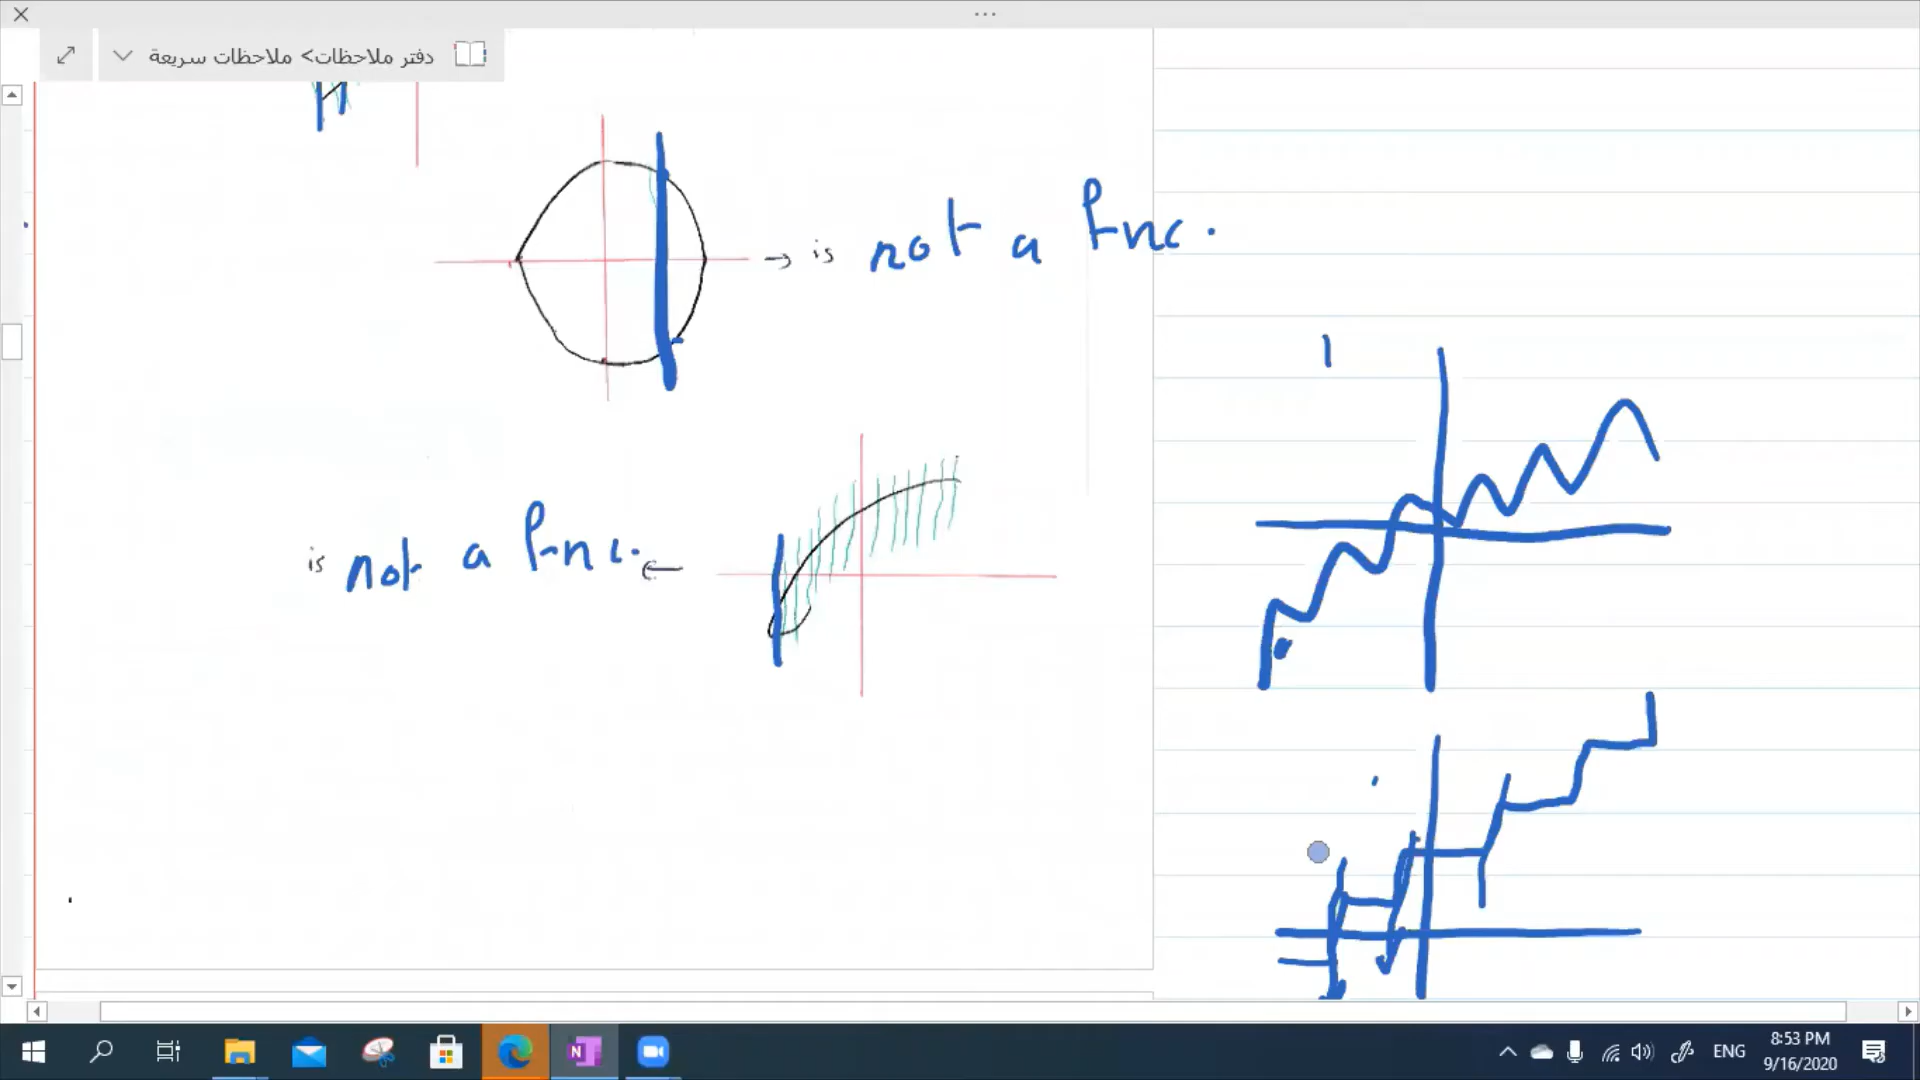 دفتر ملاحظات> ملاحظات سريعة
→ is not a fnc.
is not a fnc. ←
ENG
8:53 PM
9/16/2020